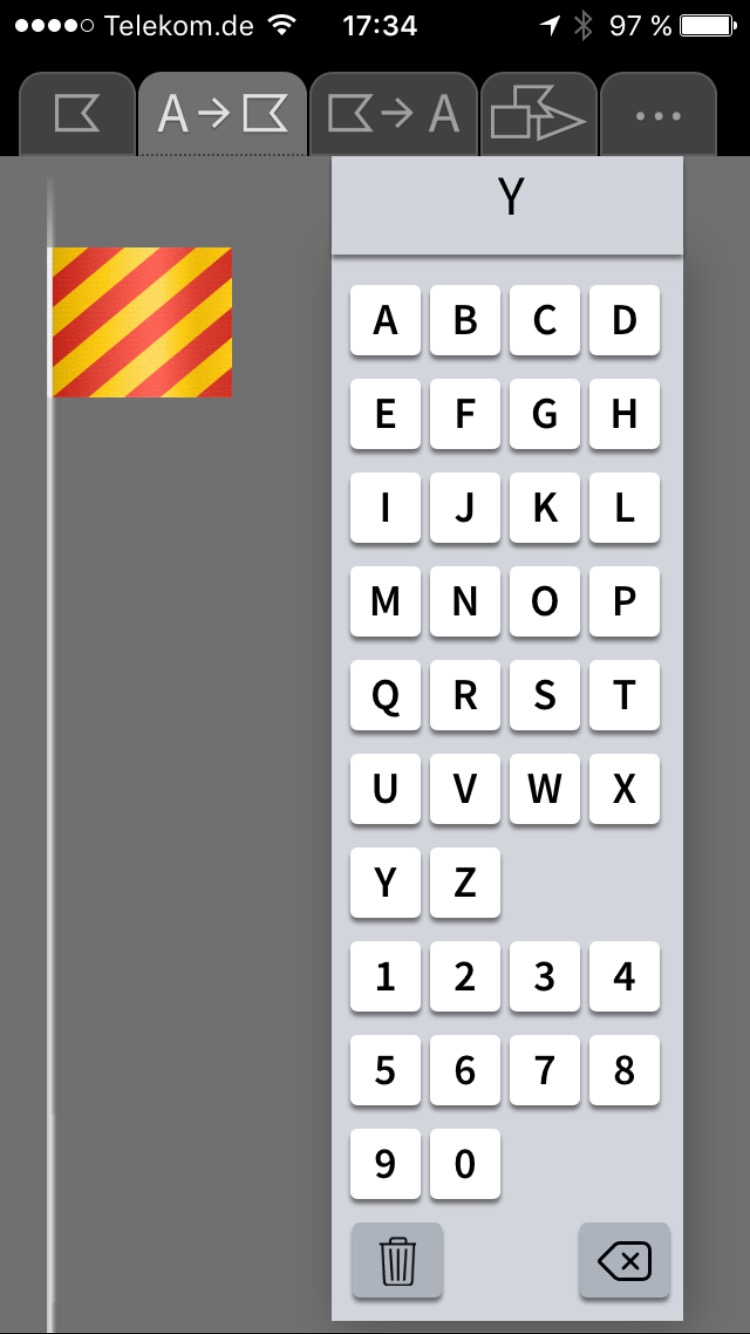 Telekom.de 17:34 97 %
A → → A ...
Y
A B C D
E F G H
I J K L
M N O P
Q R S T
U V W X
Y Z
1 2 3 4
5 6 7 8
9 0